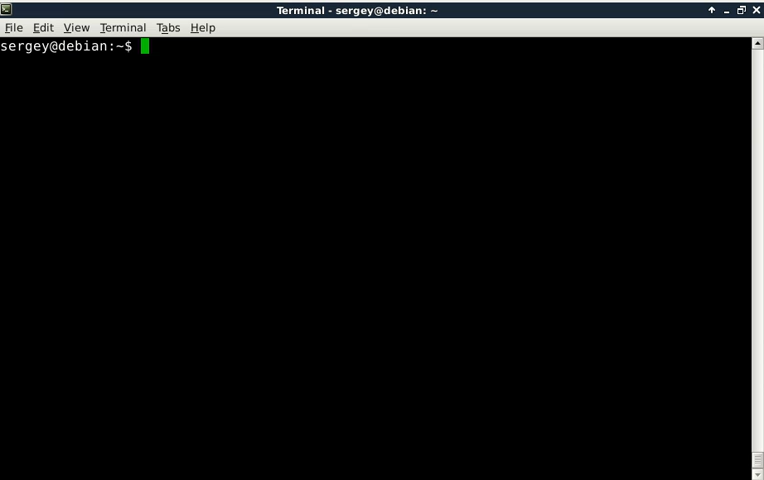 Terminal - sergey@debian: ~
File Edit View Terminal Tabs Help
sergey@debian:~$